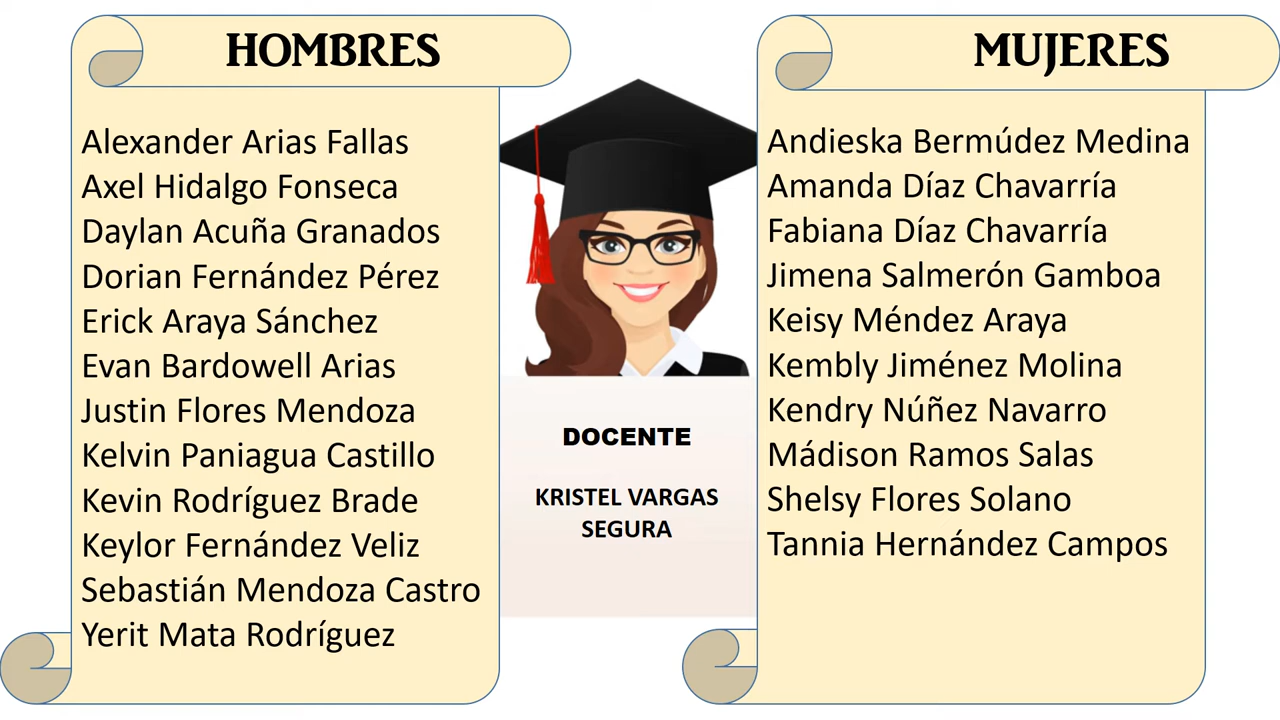 HOMBRES
Alexander Arias Fallas
Axel Hidalgo Fonseca
Daylan Acuña Granados
Dorian Fernández Pérez
Erick Araya Sánchez
Evan Bardowell Arias
Justin Flores Mendoza
Kelvin Paniagua Castillo
Kevin Rodríguez Brade
Keylor Fernández Veliz
Sebastián Mendoza Castro
Yerit Mata Rodríguez
DOCENTE
KRISTEL VARGAS
SEGURA
MUJERES
Andieska Bermúdez Medina
Amanda Díaz Chavarría
Fabiana Díaz Chavarría
Jimena Salmerón Gamboa
Keisy Méndez Araya
Kembly Jiménez Molina
Kendry Núñez Navarro
Mádison Ramos Salas
Shelsy Flores Solano
Tannia Hernández Campos